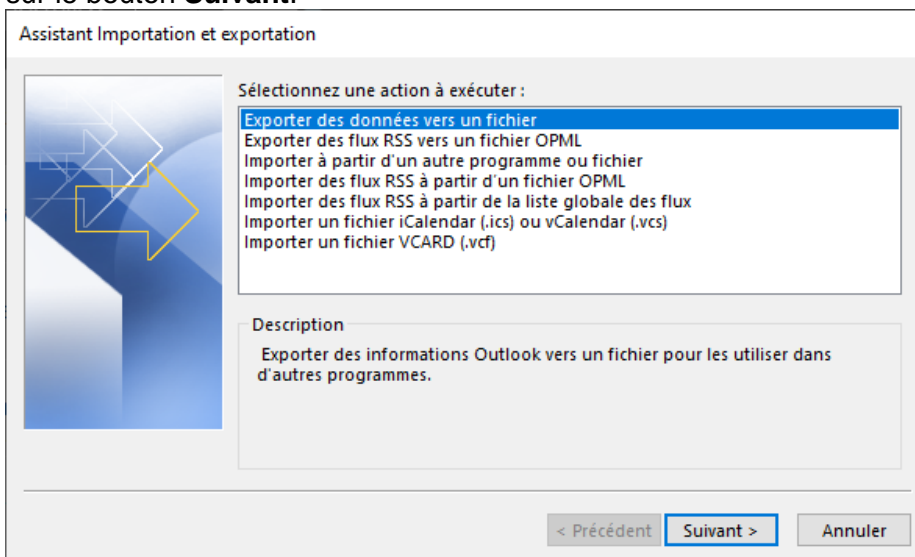 sur le bouton Suivant.
Assistant Importation et exportation
Sélectionnez une action à exécuter :
Exporter des données vers un fichier
Exporter des flux RSS vers un fichier OPML
Importer à partir d'un autre programme ou fichier
Importer des flux RSS à partir d'un fichier OPML
Importer des flux RSS à partir de la liste globale des flux
Importer un fichier iCalendar (.ics) ou vCalendar (.vcs)
Importer un fichier VCARD (.vcf)
Description
Exporter des informations Outlook vers un fichier pour les utiliser dans
d'autres programmes.
< Précédent Suivant > Annuler